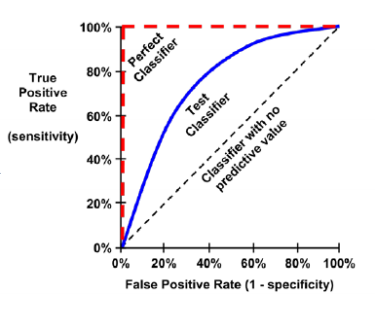 100%
80%
60%
40%
20%
0%
True
Positive
Rate
(sensitivity)
Perfect
Classifier
Test
Classifier
Classifier with no
predictive value
0% 20% 40% 60% 80% 100%
False Positive Rate (1 - specificity)